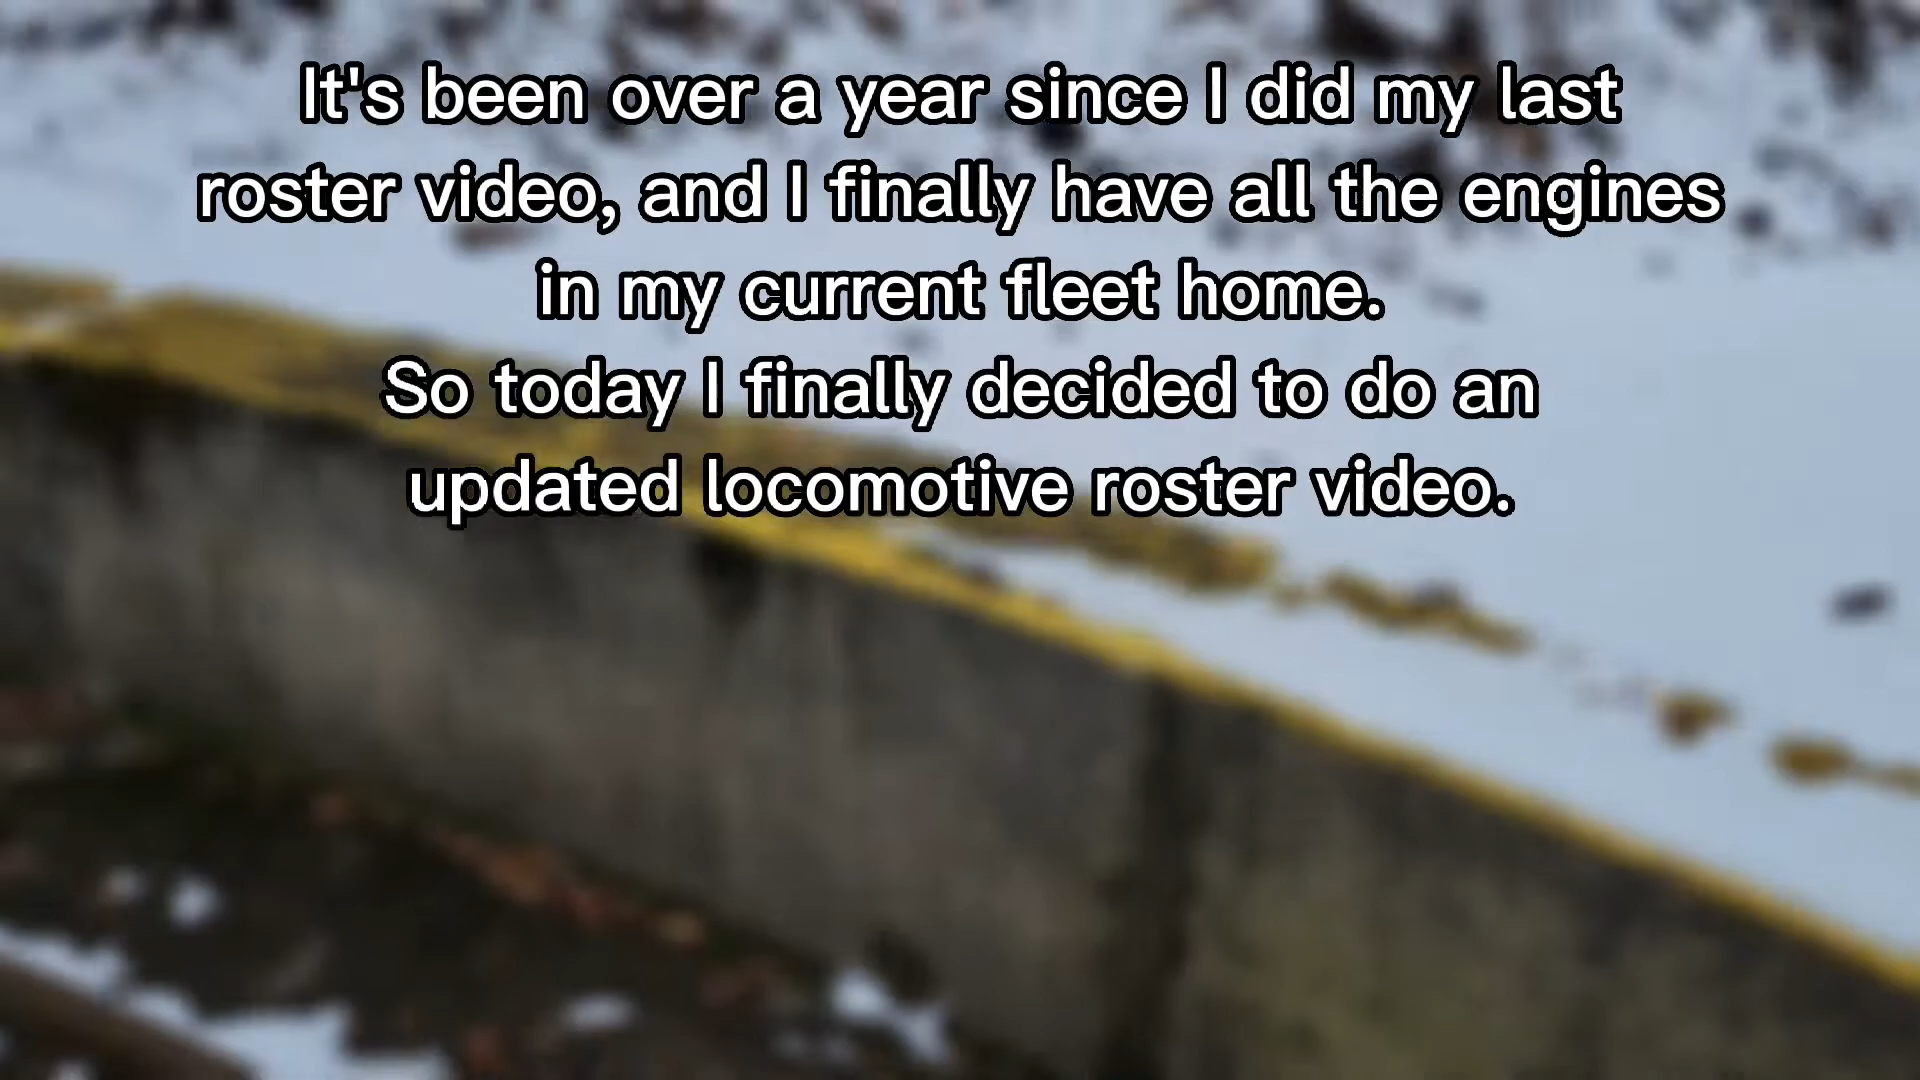 It's been over a year since I did my last
roster video, and I finally have all the engines
in my current fleet home.
So today I finally decided to do an
updated locomotive roster video.